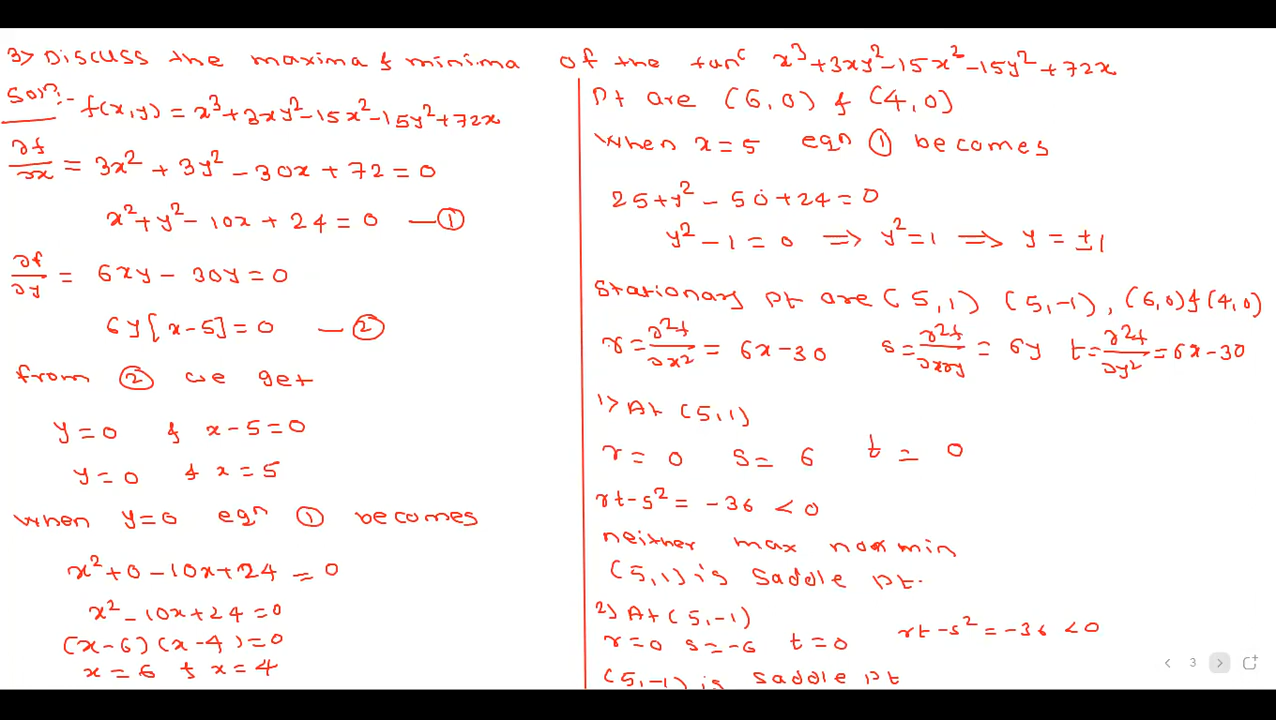 3) Discuss the maxima & minima of the funᶜ x³+3xy²-15x²-15y²+72x
Solⁿ:- f(x,y) = x³+3xy²-15x²-15y²+72x
∂f/∂x = 3x² + 3y² - 30x + 72 = 0
x²+y²-10x+24 = 0 —①
∂f/∂y = 6xy - 30y = 0
6y[x-5] = 0 —②
from ② we get
y=0 & x-5=0
y=0 & x=5
when y=0 eqⁿ ① becomes
x²+0-10x+24 = 0
x²-10x+24=0
(x-6)(x-4)=0
x=6 & x=4
Pt are (6,0) & (4,0)
when x=5 eqⁿ ① becomes
25+y²-50+24=0
y²-1=0 ⇒ y²=1 ⇒ y=±1
Stationary pt are (5,1) (5,-1), (6,0)&(4,0)
r=∂²f/∂x² = 6x-30 s=∂²f/∂x∂y = 6y t=∂²f/∂y²=6x-30
1) At (5,1)
r= 0 s= 6 t = 0
rt-s² = -36 <0
neither max nor min
(5,1) is saddle pt.
2) At (5,-1)
r=0 s=-6 t=0 rt-s²=-36 <0
(5,-1) is saddle pt
3